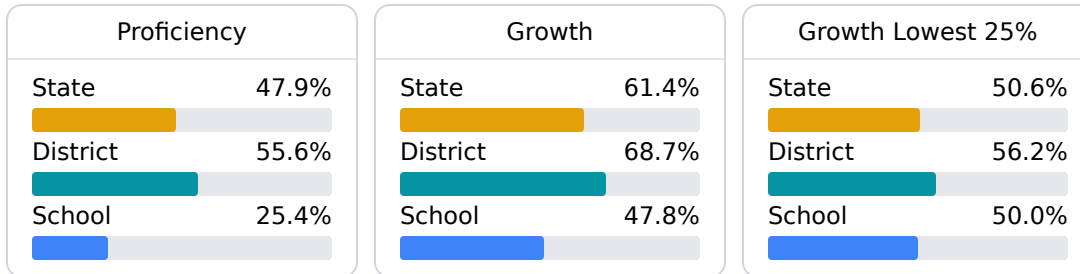 Proficiency
State 47.9%
District 55.6%
School 25.4%
Growth
State 61.4%
District 68.7%
School 47.8%
Growth Lowest 25%
State 50.6%
District 56.2%
School 50.0%